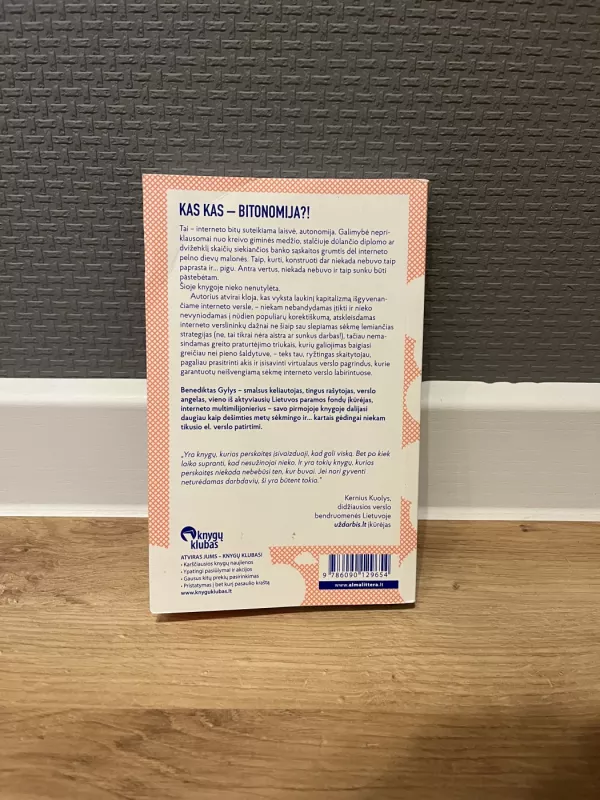 KAS KAS – BITONOMIJA?!
Tai – interneto bitų suteikiama laisvė, autonomija. Galimybė nepri-
klausomai nuo kreivo giminės medžio, stalčiuje dūlančio diplomo ar
dviženklį skaičių siekiančios banko sąskaitos grumtis dėl interneto
pelno dievų malonės. Taip, kurti, konstruoti dar niekada nebuvo taip
paprasta ir... pigu. Antra vertus, niekada nebuvo ir taip sunku būti
pastebėtam.
Šioje knygoje nieko nenutylėta.
Autorius atvirai kloja, kas vyksta laukinį kapitalizmą išgyvenan-
čiame interneto versle, – niekam nebandydamas įtikti ir nieko
nevyniodamas į nūdien populiarų korektiškumą, atskleisdamas
interneto verslininkų dažnai ne šiaip sau slepiamas sėkmę lemiančias
strategijas (ne, tai tikrai nėra aistra ar sunkus darbas!), tačiau nema-
sindamas greito praturtėjimo triukais, kurių galiojimas baigiasi
greičiau nei pieno šaldytuve, – teks tau, ryžtingas skaitytojau,
pagaliau prasitrinti akis ir įsisavinti virtualaus verslo pagrindus, kurie
garantuotų neišvengiamą sėkmę interneto verslo labirintuose.
Benediktas Gylys – smalsus keliautojas, tingus rašytojas, verslo
angelas, vieno iš aktyviausių Lietuvos paramos fondų įkūrėjas,
interneto multimilijonierius – savo pirmojoje knygoje dalijasi
daugiau kaip dešimties metų sėkmingo ir... kartais gėdingai niekam
tikusio el. verslo patirtimi.
„Yra knygų, kurias perskaitęs įsivaizduoji, kad gali viską. Bet po kiek
laiko supranti, kad nesužinojai nieko. Ir yra tokių knygų, kurias
perskaitęs niekada nebebūsi ten, kur buvai. Jei nori gyventi
neturėdamas darbdavių, ši yra būtent tokia.“
Kernius Kuolys,
didžiausios verslo
bendruomenės Lietuvoje
uždarbis.lt įkūrėjas
knygų
klubas
ATVIRAS JUMS – KNYGŲ KLUBAS!
• Karščiausios knygų naujienos
• Ypatingi pasiūlymai ir akcijos
• Gausus kitų prekių pasirinkimas
• Pristatymas į bet kurį pasaulio kraštą
www.knyguklubas.lt
9 786090 129654
www.almalittera.lt